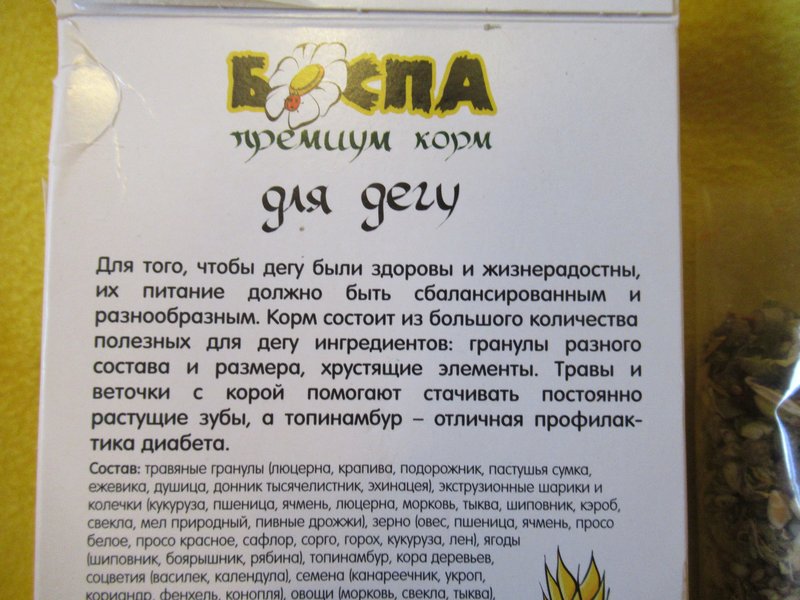 БОСПА
премиум корм
для дегу
Для того, чтобы дегу были здоровы и жизнерадостны,
их питание должно быть сбалансированным и
разнообразным. Корм состоит из большого количества
полезных для дегу ингредиентов: гранулы разного
состава и размера, хрустящие элементы. Травы и
веточки с корой помогают стачивать постоянно
растущие зубы, а топинамбур – отличная профилак-
тика диабета.
Состав: травяные гранулы (люцерна, крапива, подорожник, пастушья сумка,
ежевика, душица, донник тысячелистник, эхинацея), экструзионные шарики и
колечки (кукуруза, пшеница, ячмень, люцерна, морковь, тыква, шиповник, кэроб,
свекла, мел природный, пивные дрожжи), зерно (овес, пшеница, ячмень, просо
белое, просо красное, сафлор, сорго, горох, кукуруза, лен), ягоды
(шиповник, боярышник, рябина), топинамбур, кора деревьев,
соцветия (василек, календула), семена (канареечник, укроп,
кориандр, фенхель, конопля), овощи (морковь, свекла, тыква),